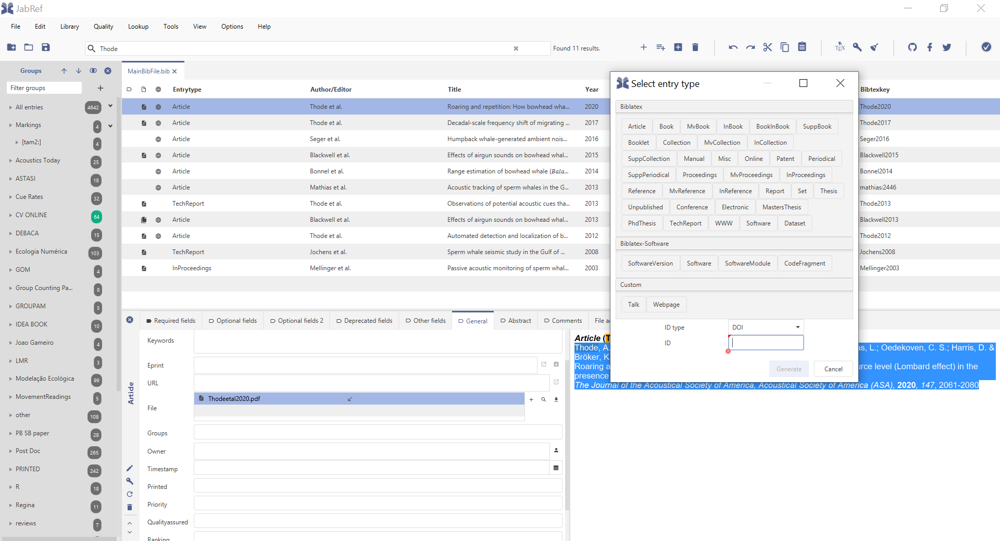 JabRef
File Edit Library Quality Lookup Tools View Options Help
Thode Found 11 results.
Groups
Filter groups
All entries 4642
Markings 4
[tam2:] 4
Acoustics Today 25
ASTASI 18
Cue Rates 32
CV ONLINE 64
DEBACA 15
Ecologia Numérica 103
GOM 4
Group Counting Pa... 8
GROUPAM 5
IDEA BOOK 10
Joao Gameiro 4
LMR 3
Modelação Ecológica 99
MovementReadings 5
other 108
PB SB paper 28
Post Doc 265
PRINTED 242
R 18
Regina 11
reviews 7
MainBibFile.bib
Entrytype Author/Editor Title Year Bibtexkey
Article Thode et al. Roaring and repetition: How bowhead wha... 2020 Thode2020
Article Thode et al. Decadal-scale frequency shift of migrating ... 2017 Thode2017
Article Seger et al. Humpback whale-generated ambient nois... 2016 Seger2016
Article Blackwell et al. Effects of airgun sounds on bowhead whal... 2015 Blackwell2015
Article Bonnel et al. Range estimation of bowhead whale (Bala... 2014 Bonnel2014
Article Mathias et al. Acoustic tracking of sperm whales in the G... 2013 mathias:2446
TechReport Thode et al. Observations of potential acoustic cues tha... 2013 Thode2013
Article Blackwell et al. Effects of airgun sounds on bowhead whal... 2013 Blackwell2013
Article Thode et al. Automated detection and localization of b... 2012 Thode2012
TechReport Jochens et al. Sperm whale seismic study in the Gulf of ... 2008 Jochens2008
InProceedings Mellinger et al. Passive acoustic monitoring of sperm whal... 2003 Mellinger2003
Select entry type
Biblatex
Article Book MvBook InBook BookInBook SuppBook
Booklet Collection MvCollection InCollection
SuppCollection Manual Misc Online Patent Periodical
SuppPeriodical Proceedings MvProceedings InProceedings
Reference MvReference InReference Report Set Thesis
Unpublished Conference Electronic MastersThesis
PhdThesis TechReport WWW Software Dataset
Biblatex-Software
SoftwareVersion Software SoftwareModule CodeFragment
Custom
Talk Webpage
ID type DOI
ID
Generate Cancel
Required fields Optional fields Optional fields 2 Deprecated fields Other fields General Abstract Comments File a
Article
Keywords
Eprint
URL
File Thodeetal2020.pdf
Groups
Owner
Timestamp
Printed
Priority
Qualityassured
Ranking
Article (T
Thode, A. as, L.; Oedekoven, C. S.; Harris, D. &
Bröker, K
Roaring a urce level (Lombard effect) in the
presence
The Journal of the Acoustical Society of America, Acoustical Society of America (ASA), 2020, 147, 2061-2080